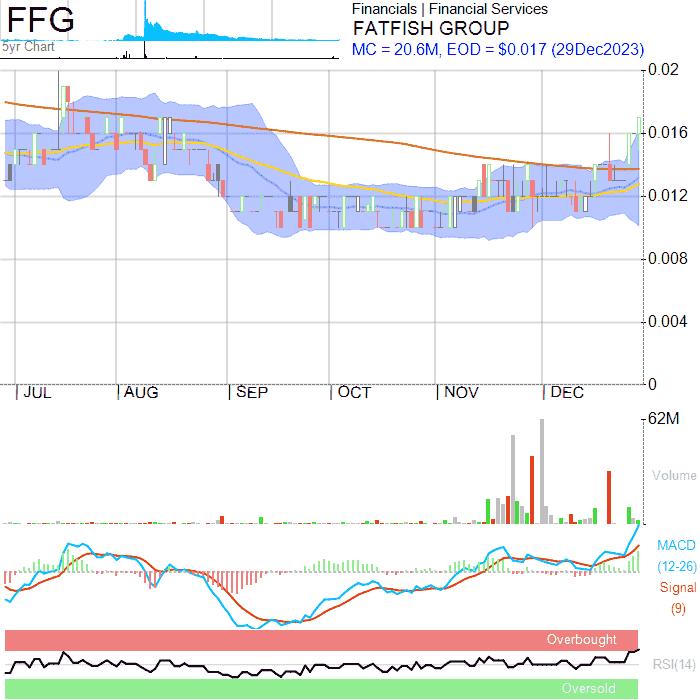 FFG
5yr Chart
Financials | Financial Services
FATFISH GROUP
MC = 20.6M, EOD = $0.017 (29Dec2023)
0.02
0.016
0.012
0.008
0.004
0
JUL AUG SEP OCT NOV DEC
62M
Volume
MACD
(12-26)
Signal
(9)
Overbought
RSI(14)
Oversold